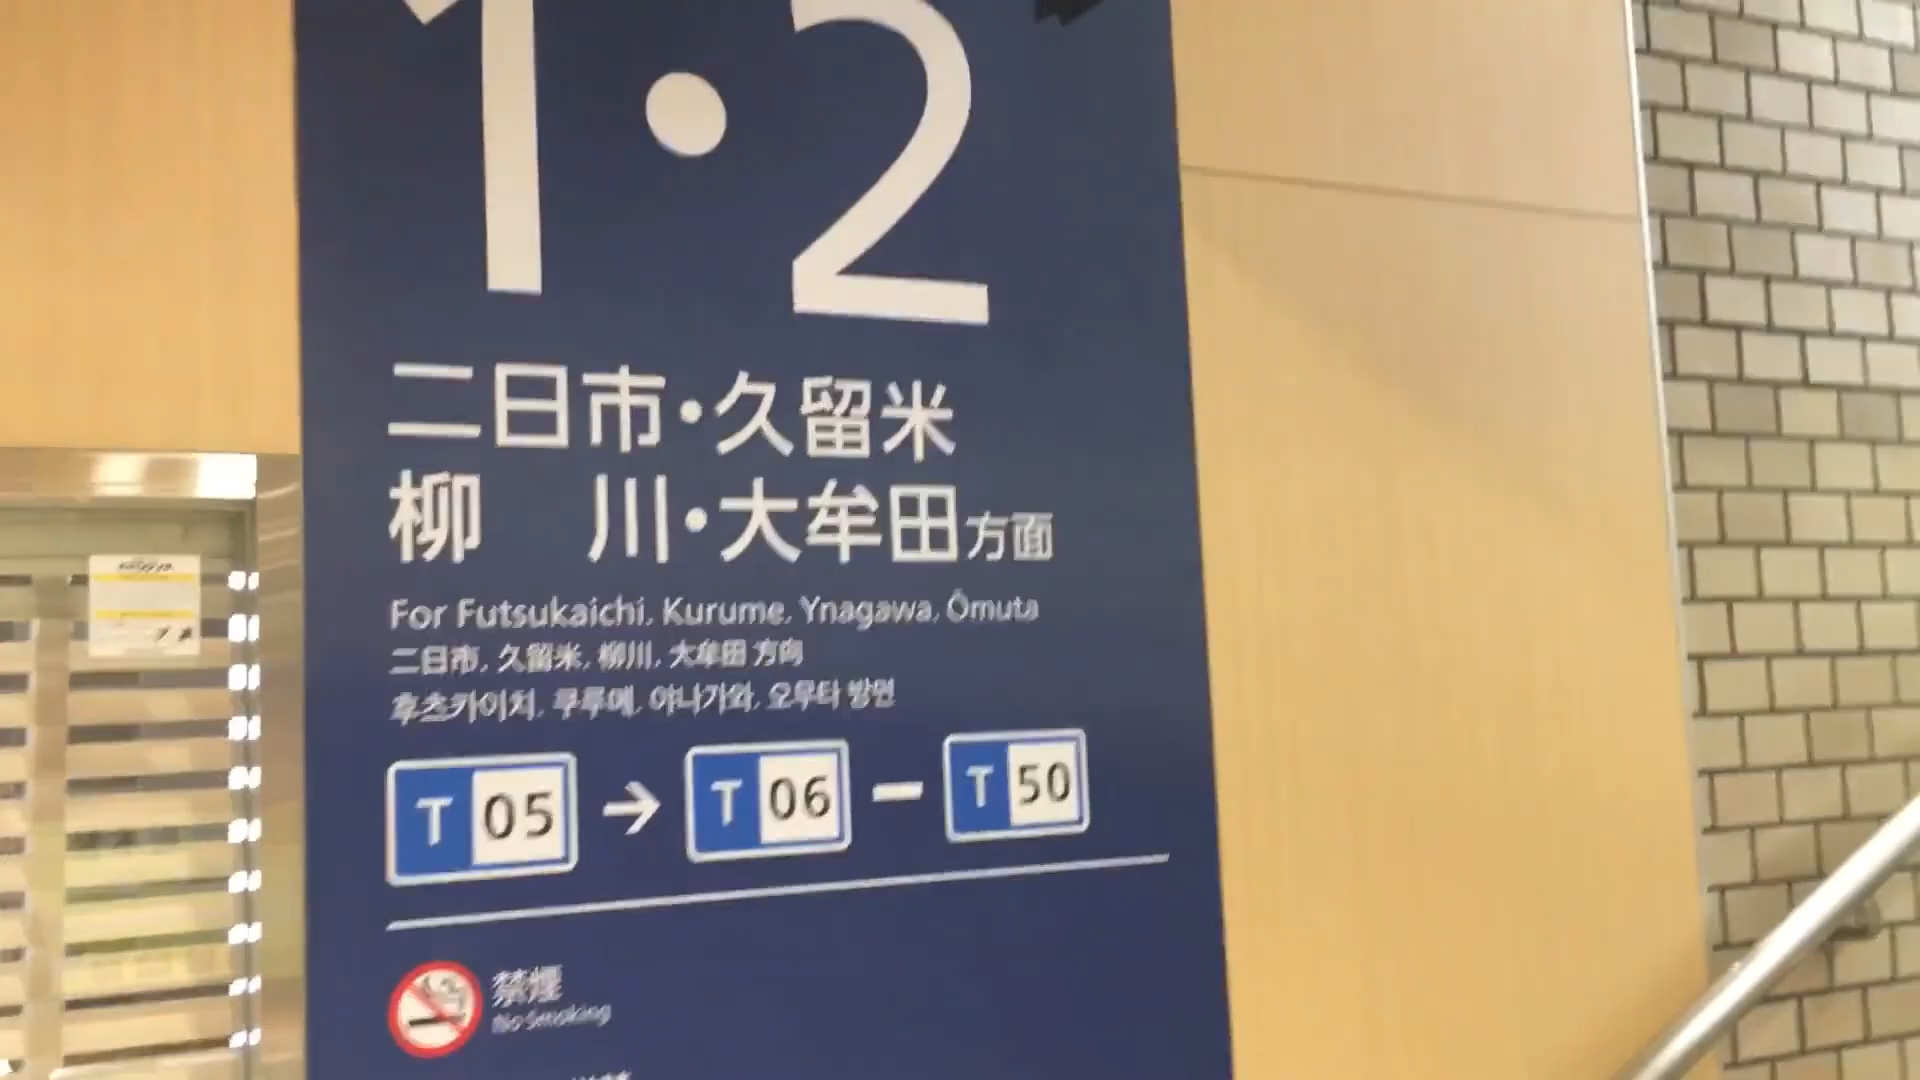 1・2
二日市・久留米
柳　川・大牟田方面
For Futsukaichi, Kurume, Ynagawa, Ōmuta
二日市, 久留米, 柳川, 大牟田 方向
후츠카이치, 쿠루메, 야나가와, 오무타 방면
T 05 → T 06 — T 50
禁煙
No Smoking